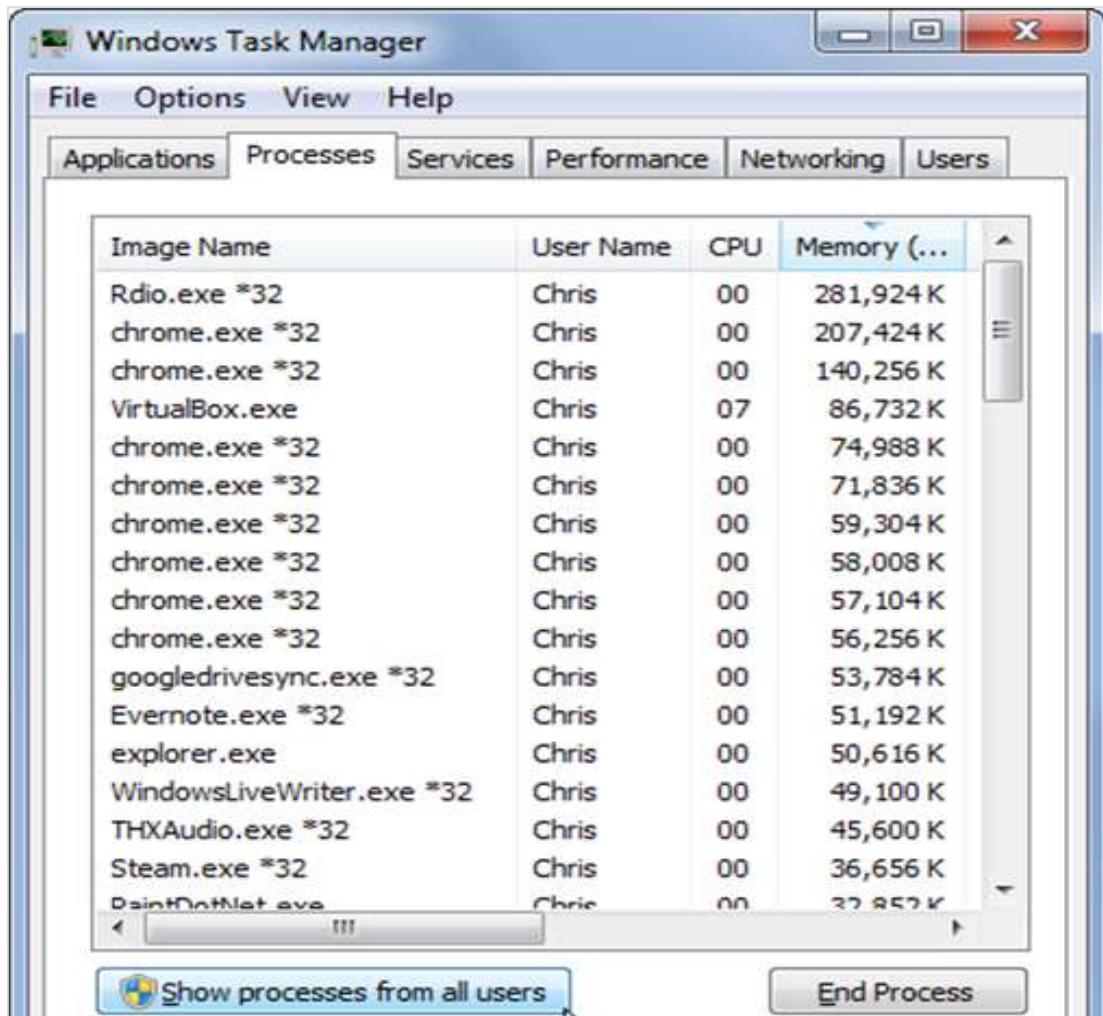 Windows Task Manager
File Options View Help
Applications Processes Services Performance Networking Users
Image Name User Name CPU Memory (...
Rdio.exe *32 Chris 00 281,924 K
chrome.exe *32 Chris 00 207,424 K
chrome.exe *32 Chris 00 140,256 K
VirtualBox.exe Chris 07 86,732 K
chrome.exe *32 Chris 00 74,988 K
chrome.exe *32 Chris 00 71,836 K
chrome.exe *32 Chris 00 59,304 K
chrome.exe *32 Chris 00 58,008 K
chrome.exe *32 Chris 00 57,104 K
chrome.exe *32 Chris 00 56,256 K
googledrivesync.exe *32 Chris 00 53,784 K
Evernote.exe *32 Chris 00 51,192 K
explorer.exe Chris 00 50,616 K
WindowsLiveWriter.exe *32 Chris 00 49,100 K
THXAudio.exe *32 Chris 00 45,600 K
Steam.exe *32 Chris 00 36,656 K
PaintDotNet.exe Chris 00 32,852 K
Show processes from all users End Process